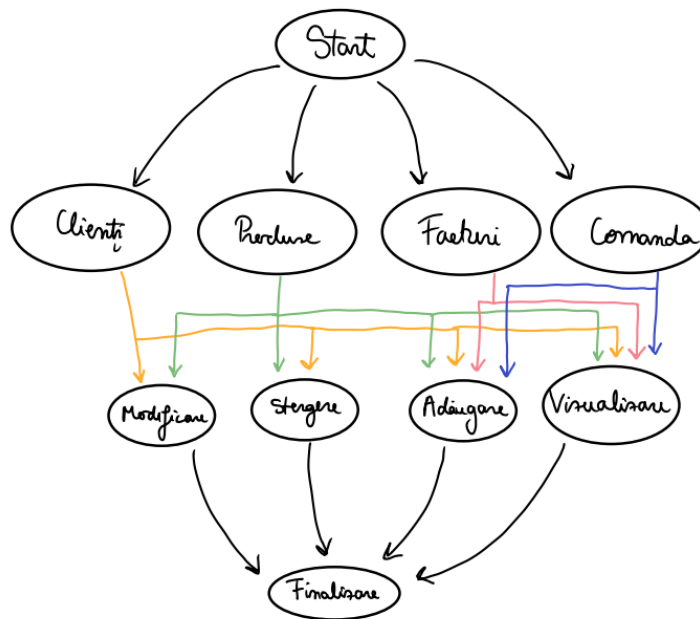 Start
Clienți
Produse
Facturi
Comanda
Modificare
Stergere
Adăugare
Vizualizare
Finalizare